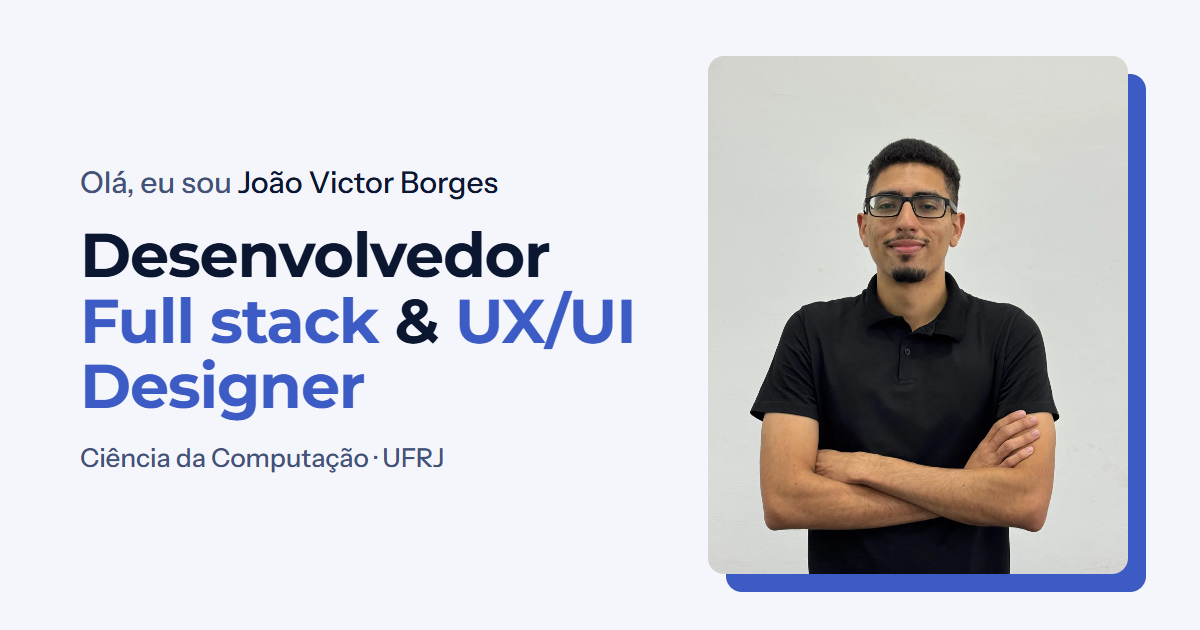 Olá, eu sou João Victor Borges
Desenvolvedor
Full stack & UX/UI
Designer
Ciência da Computação · UFRJ